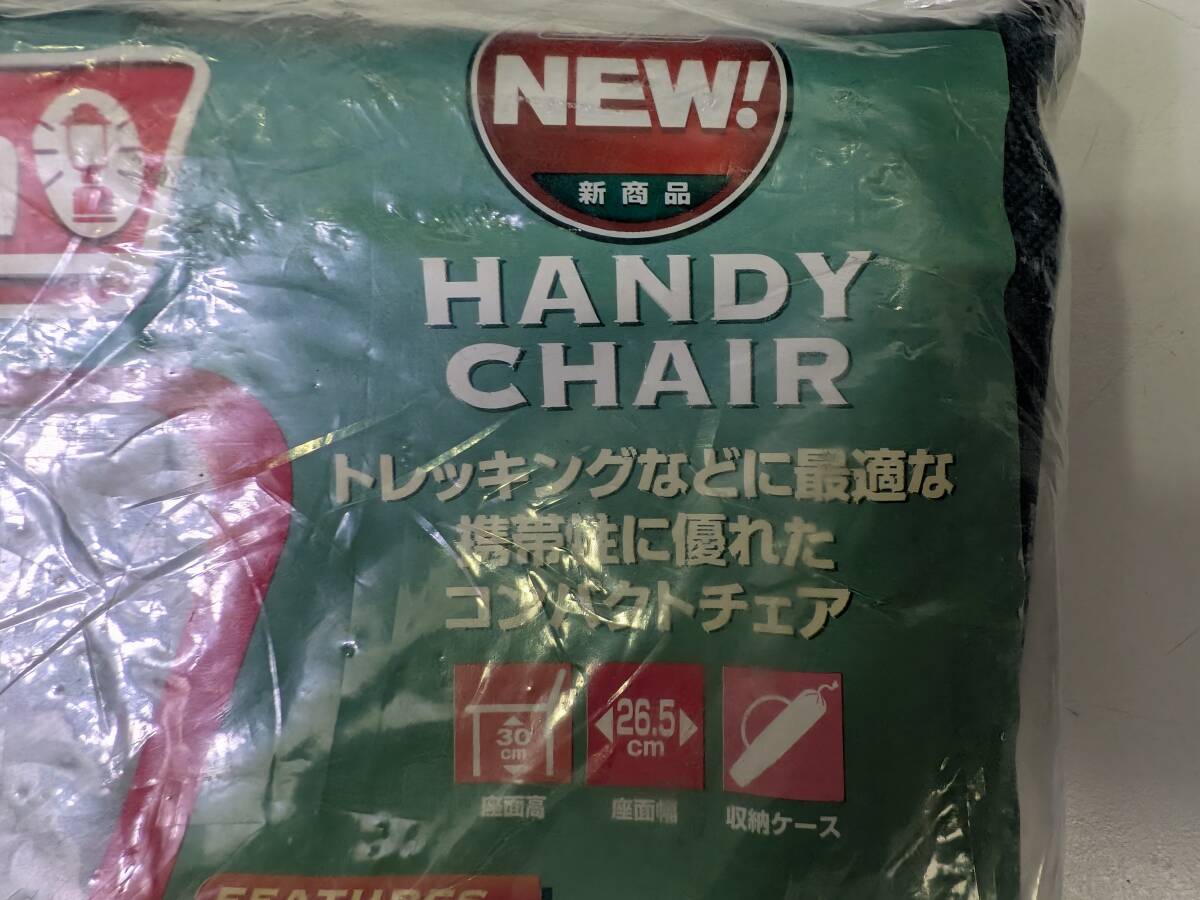 NEW!
新商品
HANDY
CHAIR
トレッキングなどに最適な
携帯性に優れた
コンパクトチェア
30
cm
26.5
cm
座面高
座面幅
収納ケース
FEATURES